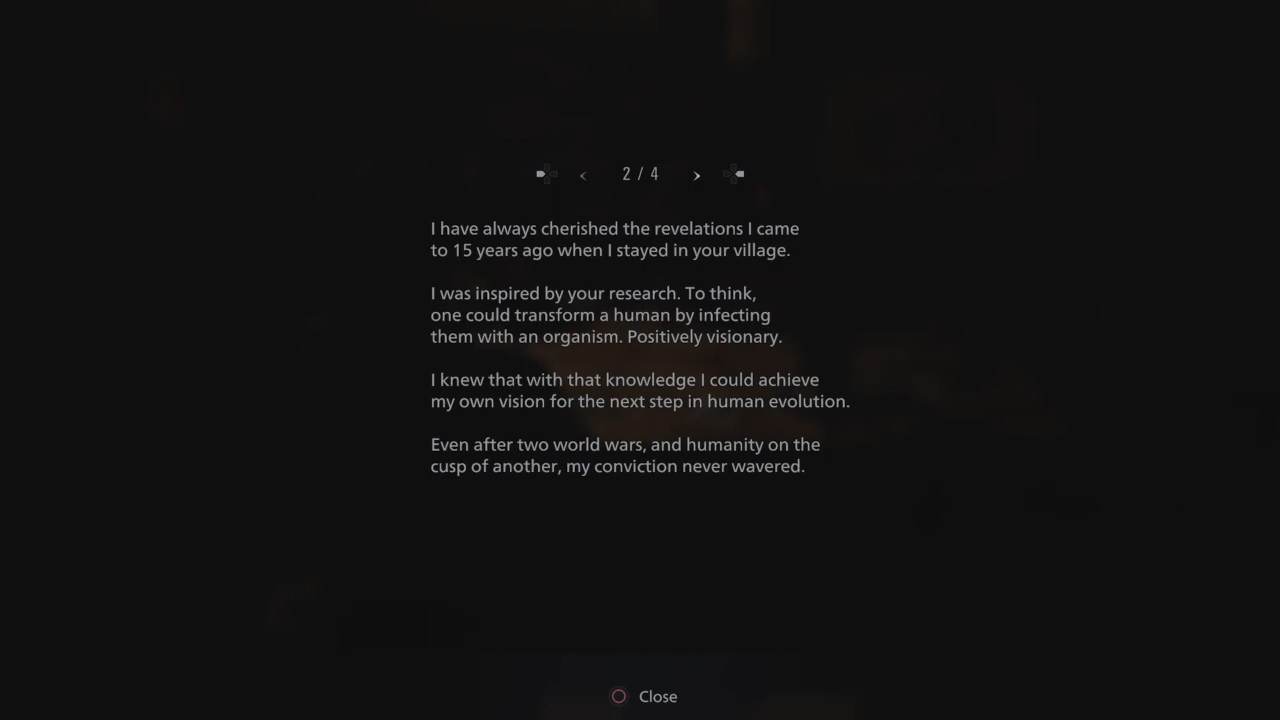 2 / 4
I have always cherished the revelations I came
to 15 years ago when I stayed in your village.
I was inspired by your research. To think,
one could transform a human by infecting
them with an organism. Positively visionary.
I knew that with that knowledge I could achieve
my own vision for the next step in human evolution.
Even after two world wars, and humanity on the
cusp of another, my conviction never wavered.
Close